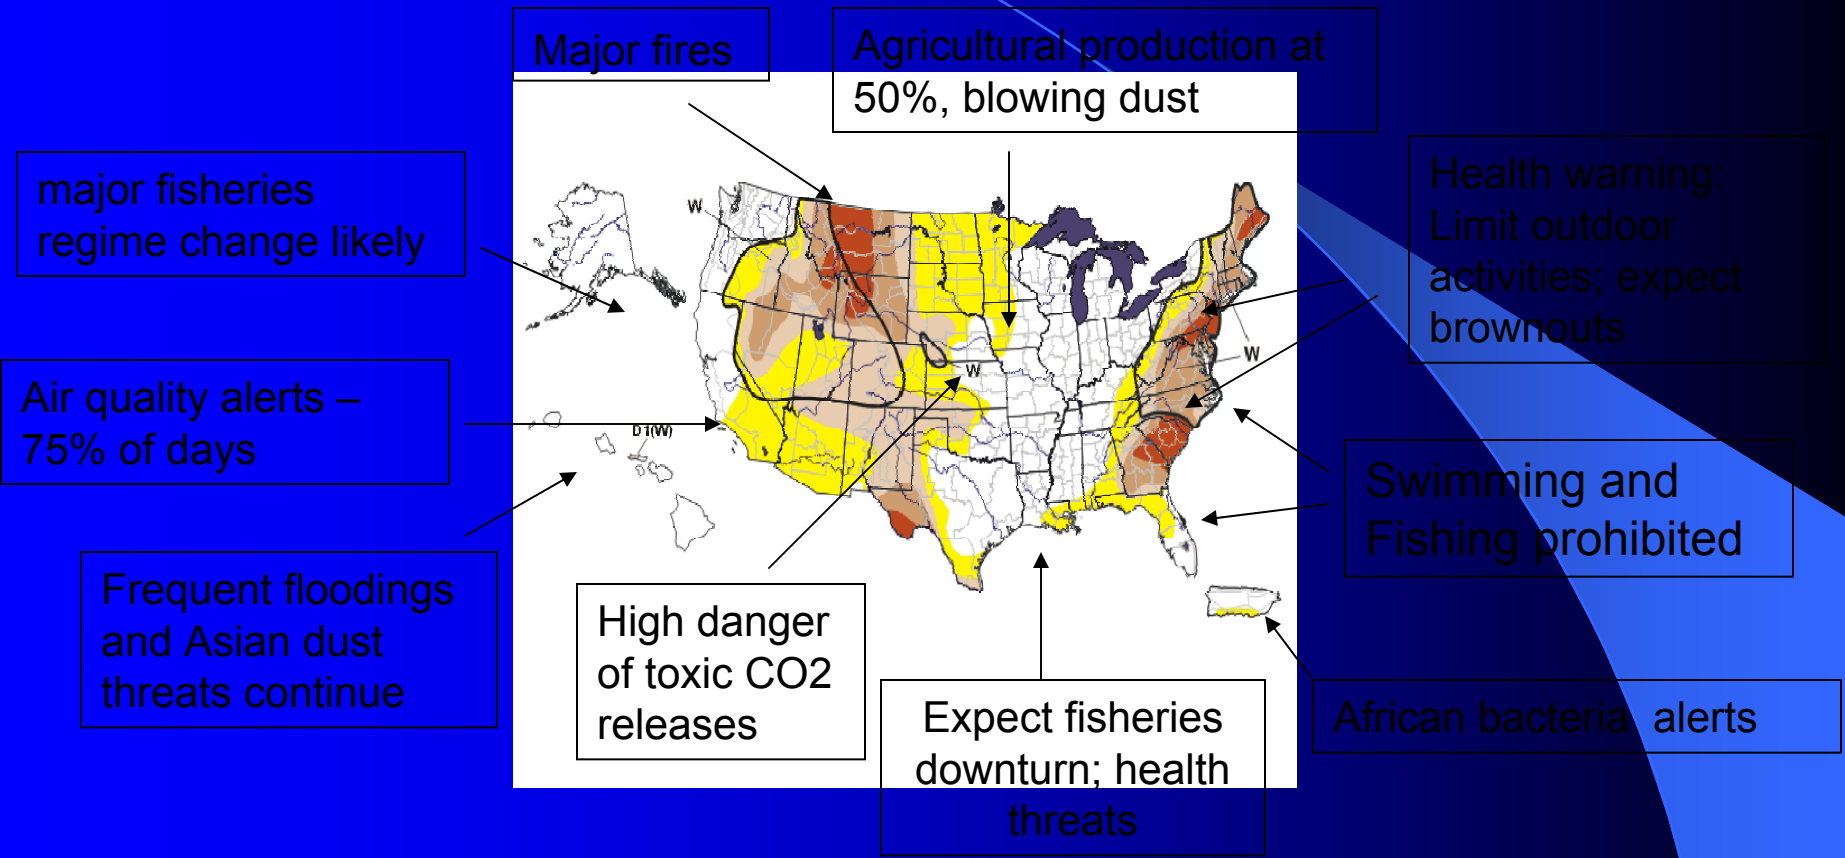 Major fires
Agricultural production at
50%, blowing dust
major fisheries
regime change likely
Health warning:
Limit outdoor
activities; expect
brownouts
Air quality alerts –
75% of days
Swimming and
Fishing prohibited
Frequent floodings
and Asian dust
threats continue
High danger
of toxic CO2
releases
Expect fisheries
downturn; health
threats
African bacteria alerts
W
W
W
D1(W)